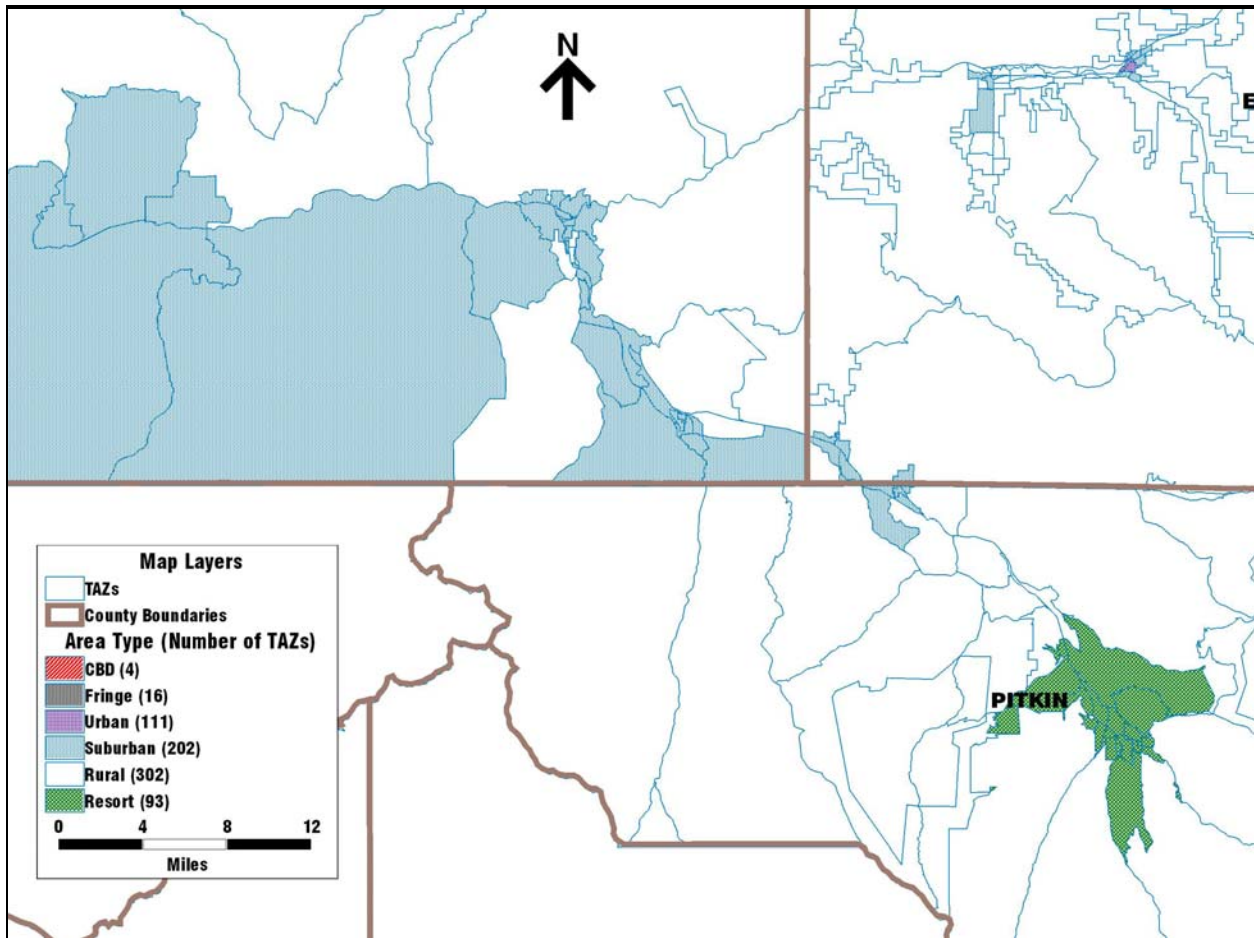 N
E
PITKIN
Map Layers
TAZs
County Boundaries
Area Type (Number of TAZs)
CBD (4)
Fringe (16)
Urban (111)
Suburban (202)
Rural (302)
Resort (93)
0 4 8 12
Miles